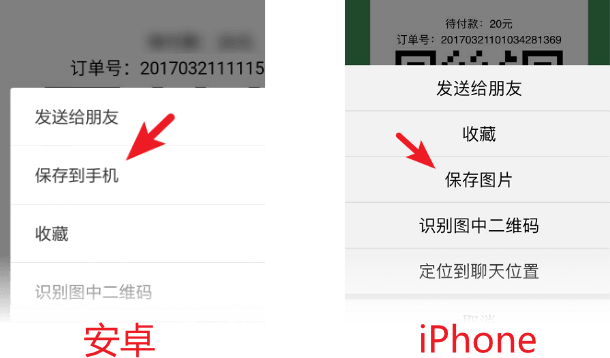 订单号：2017032111115
发送给朋友
保存到手机
收藏
识别图中二维码
安卓
待付款：20元
订单号：20170321101034281369
发送给朋友
收藏
保存图片
识别图中二维码
定位到聊天位置
iPhone